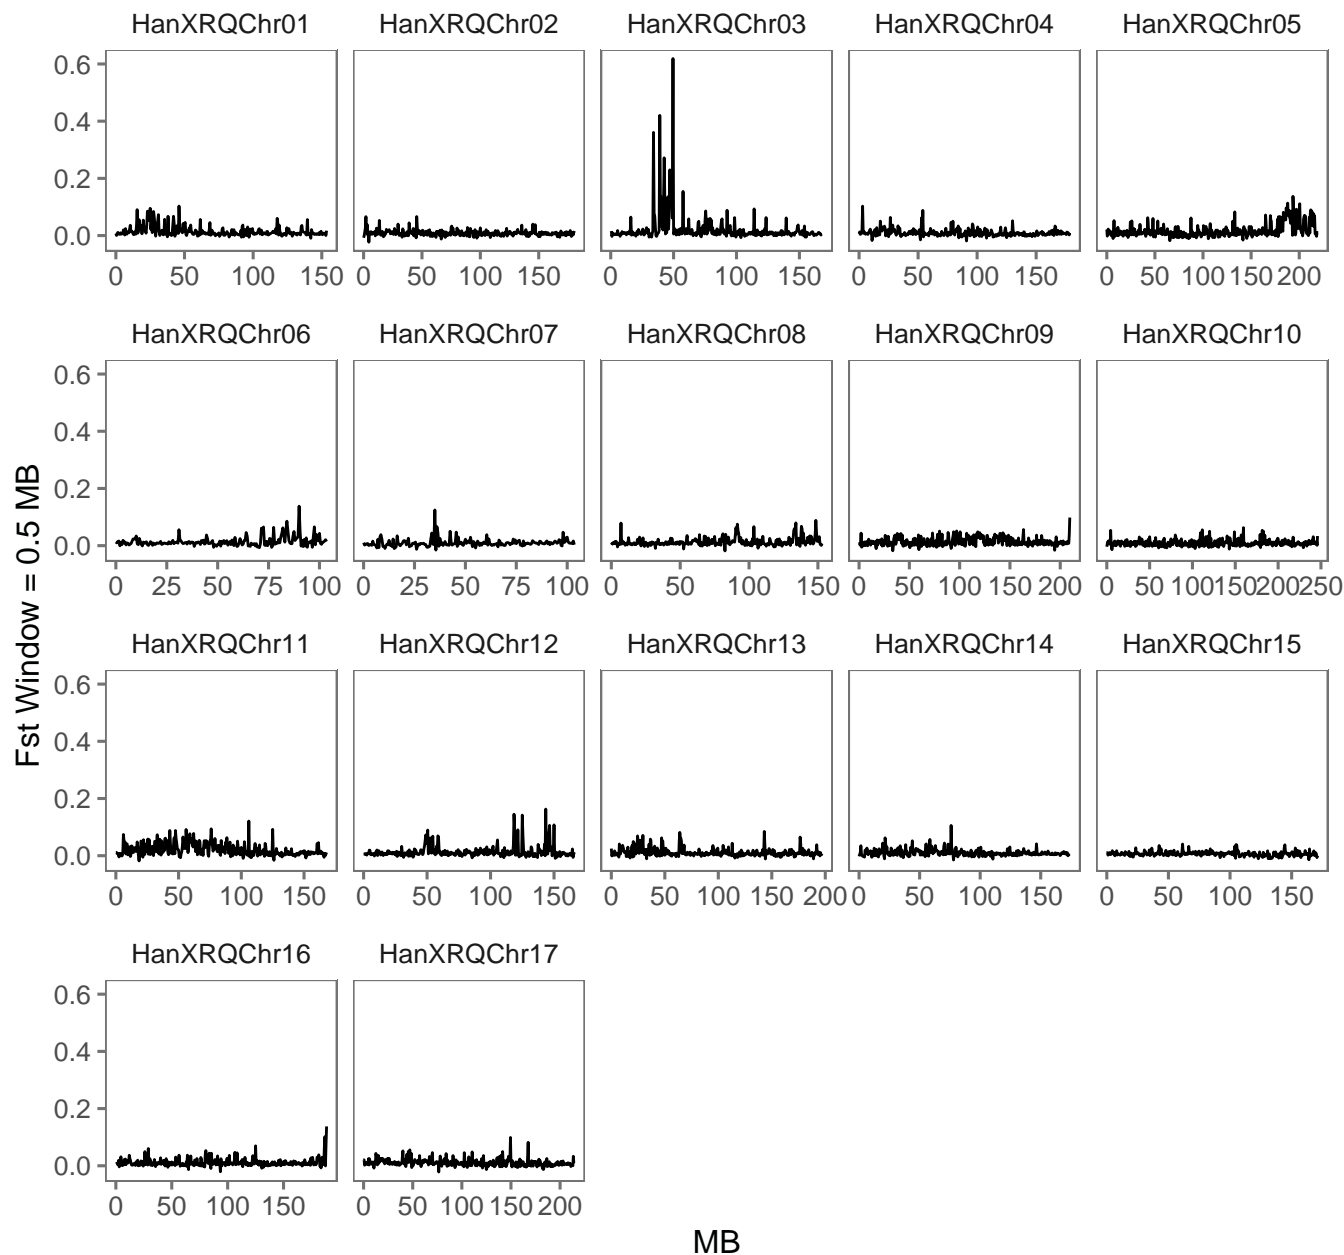 HanXRQChr01 HanXRQChr02 HanXRQChr03 HanXRQChr04 HanXRQChr05
0.6
0.4
0.2
0.0
0 50 100 150 0 50 100 150 0 50 100 150 0 50 100 150 0 50 100 150 200
HanXRQChr06 HanXRQChr07 HanXRQChr08 HanXRQChr09 HanXRQChr10
0.6
0.4
0.2
0.0
0 25 50 75 100 0 25 50 75 100 0 50 100 150 0 50 100 150 200 0 50 100 150 200 250
Fst Window = 0.5 MB
HanXRQChr11 HanXRQChr12 HanXRQChr13 HanXRQChr14 HanXRQChr15
0.6
0.4
0.2
0.0
0 50 100 150 0 50 100 150 0 50 100 150 200 0 50 100 150 0 50 100 150
HanXRQChr16 HanXRQChr17
0.6
0.4
0.2
0.0
0 50 100 150 0 50 100 150 200
MB